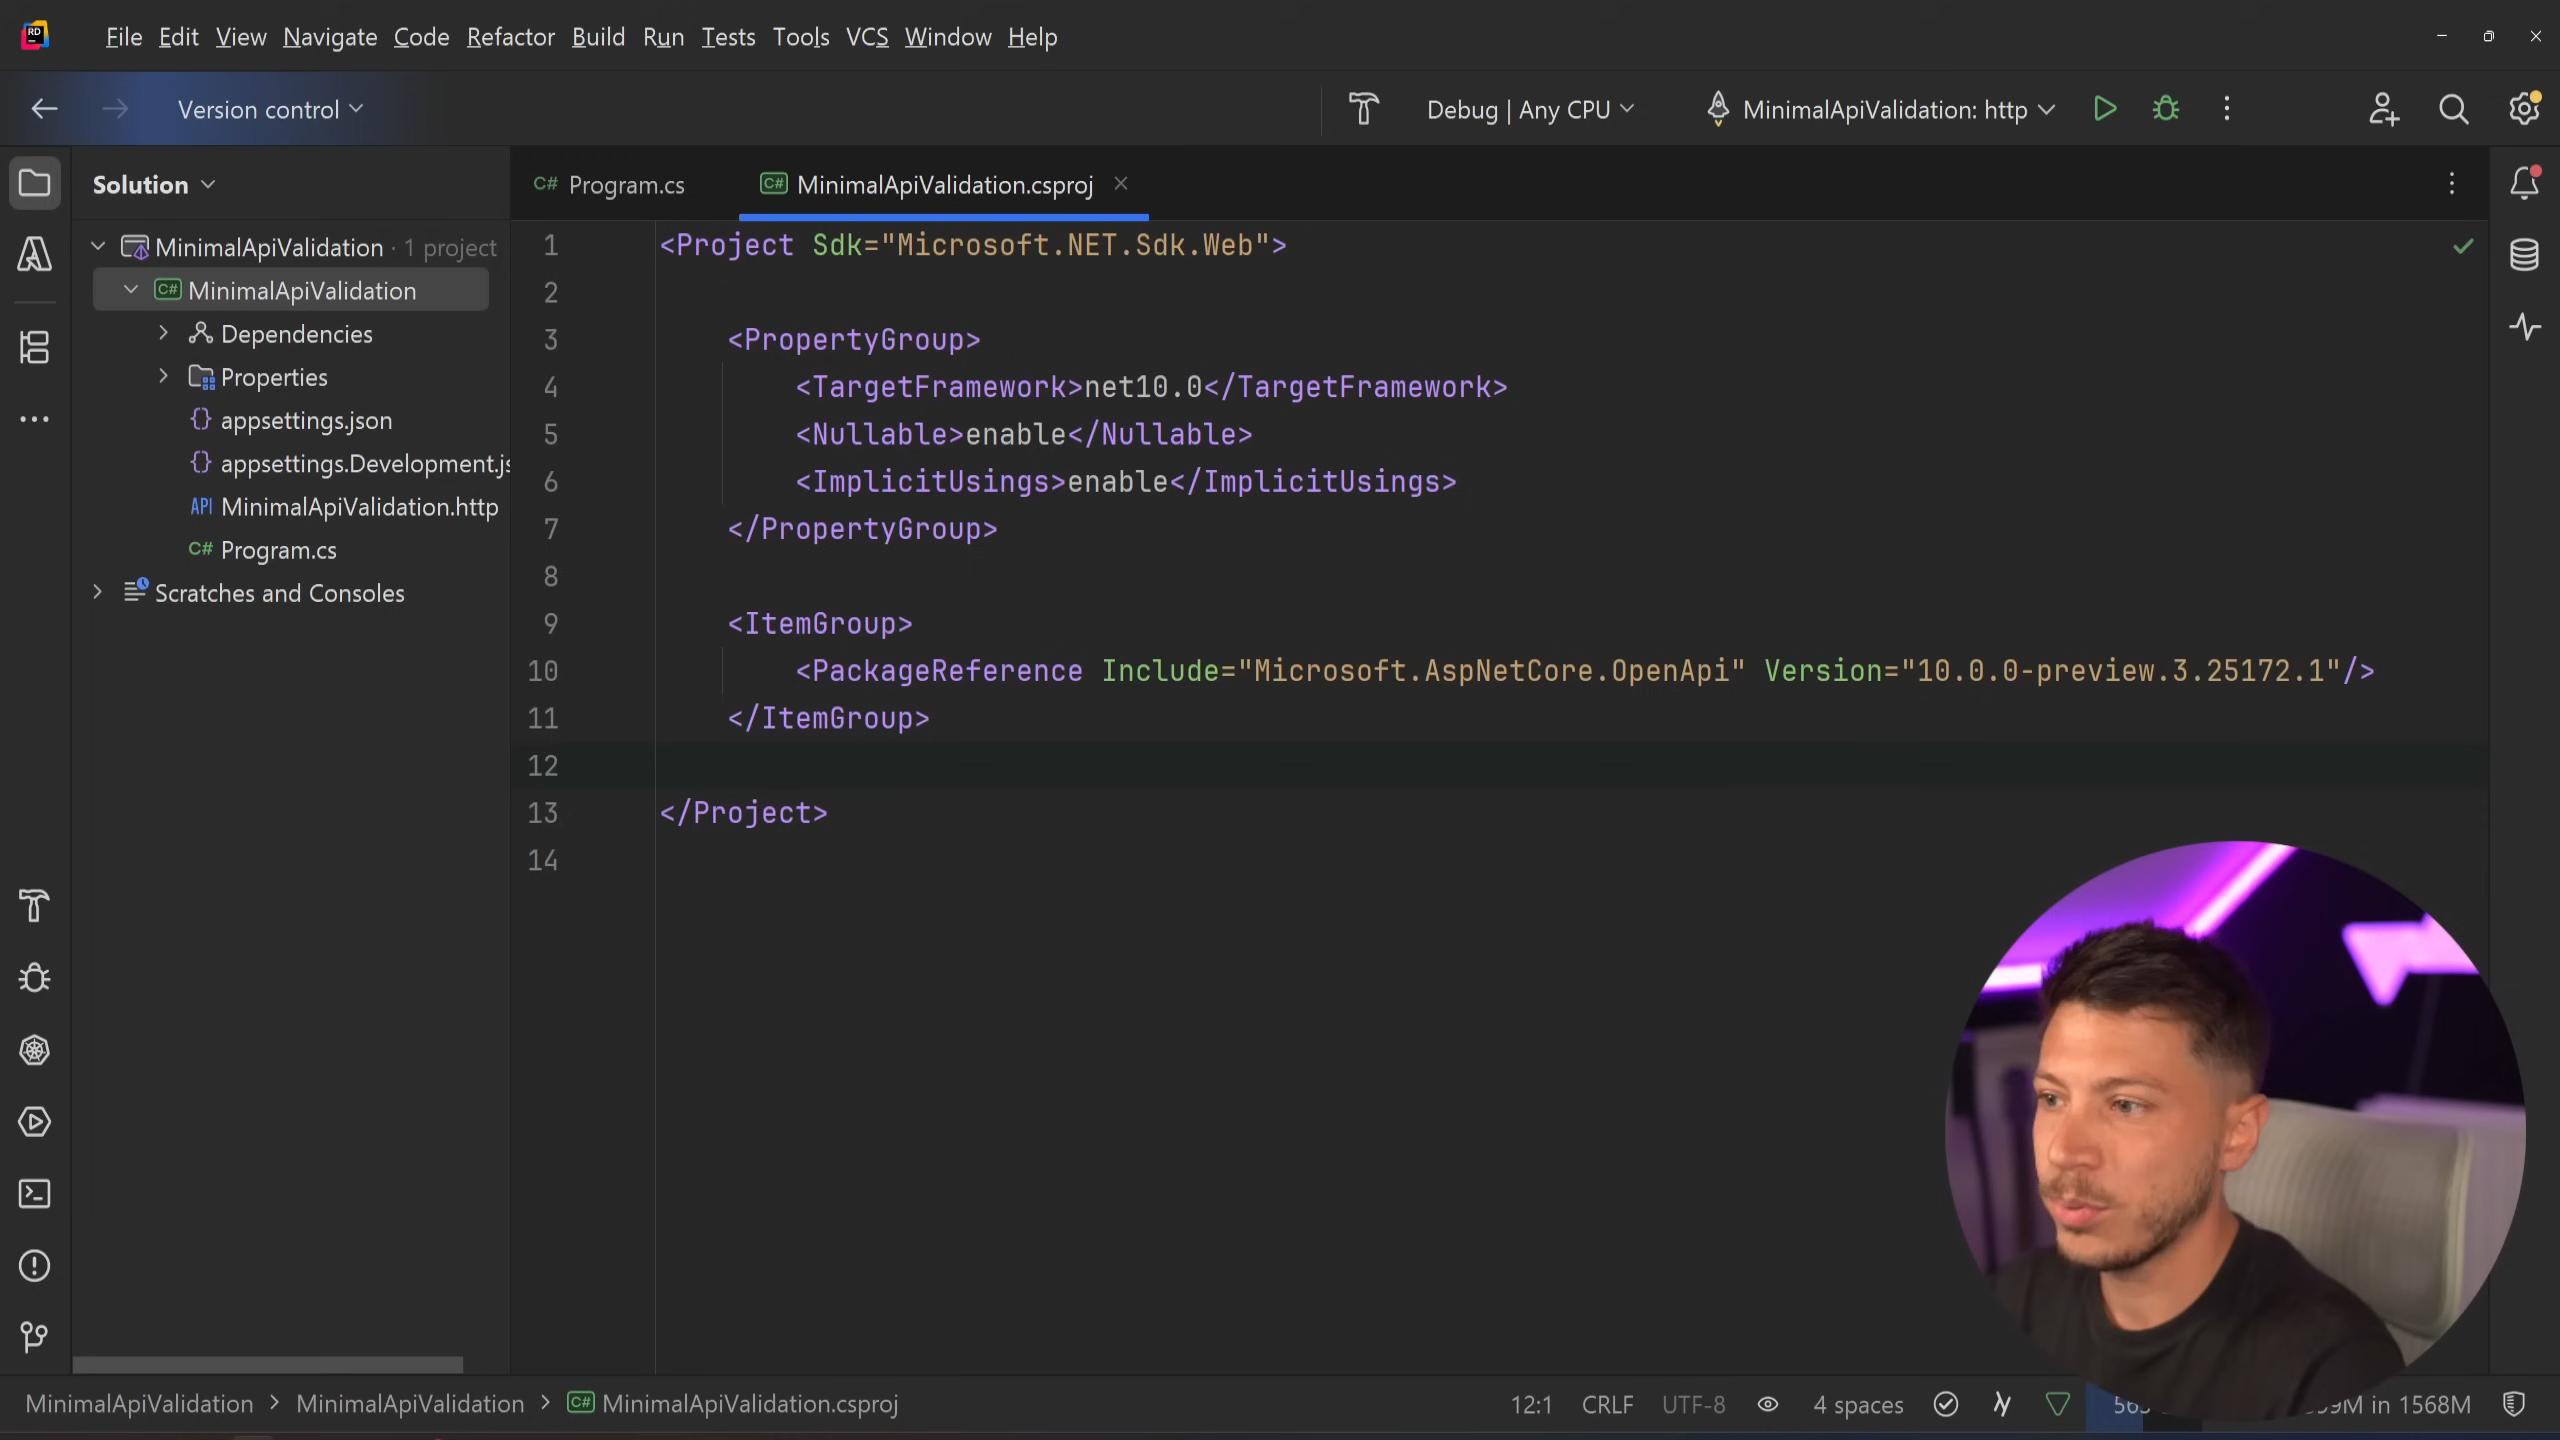 RD
File Edit View Navigate Code Refactor Build Run Tests Tools VCS Window Help
Version control
Debug | Any CPU
MinimalApiValidation: http
Solution
C# Program.cs
C# MinimalApiValidation.csproj
MinimalApiValidation · 1 project
C# MinimalApiValidation
Dependencies
Properties
{} appsettings.json
{} appsettings.Development.js
API MinimalApiValidation.http
C# Program.cs
Scratches and Consoles
1 <Project Sdk="Microsoft.NET.Sdk.Web">
2
3 <PropertyGroup>
4 <TargetFramework>net10.0</TargetFramework>
5 <Nullable>enable</Nullable>
6 <ImplicitUsings>enable</ImplicitUsings>
7 </PropertyGroup>
8
9 <ItemGroup>
10 <PackageReference Include="Microsoft.AspNetCore.OpenApi" Version="10.0.0-preview.3.25172.1"/>
11 </ItemGroup>
12
13 </Project>
14
MinimalApiValidation > MinimalApiValidation > C# MinimalApiValidation.csproj
12:1 CRLF UTF-8 4 spaces
in 1568M